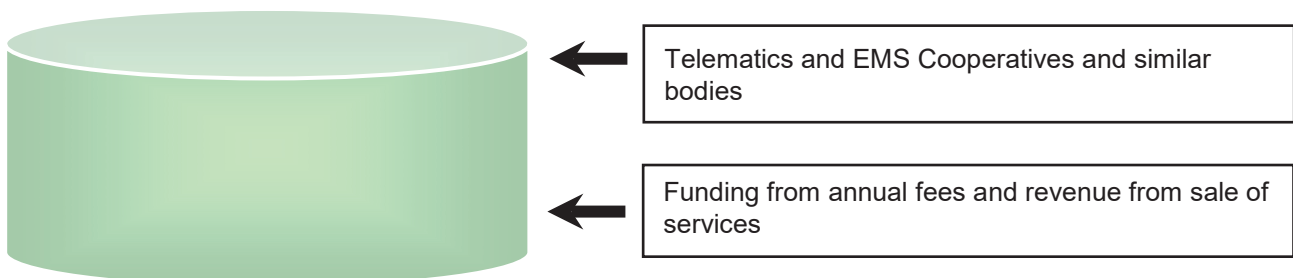 Telematics and EMS Cooperatives and similar
bodies
Funding from annual fees and revenue from sale of
services